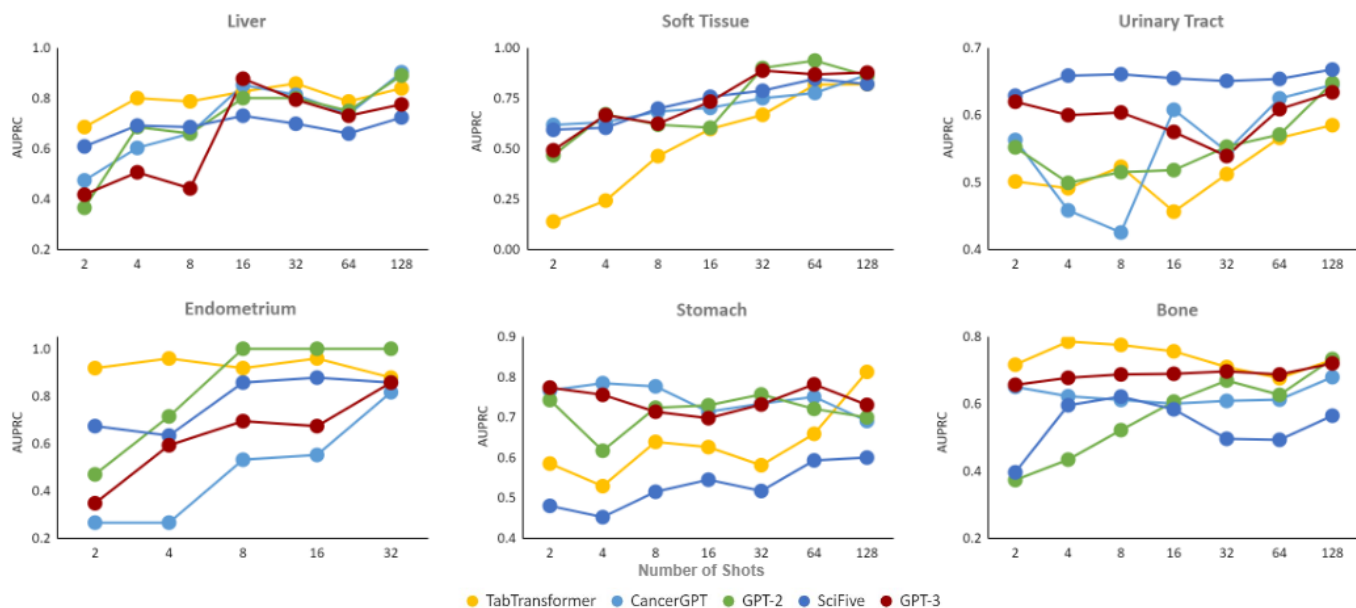 Liver
AUPRC
1.0
0.8
0.6
0.4
0.2
2 4 8 16 32 64 128
Soft Tissue
AUPRC
1.00
0.75
0.50
0.25
0.00
2 4 8 16 32 64 128
Urinary Tract
AUPRC
0.7
0.6
0.5
0.4
2 4 8 16 32 64 128
Endometrium
AUPRC
1.0
0.8
0.6
0.4
0.2
2 4 8 16 32
Stomach
AUPRC
0.9
0.8
0.7
0.6
0.5
0.4
2 4 8 16 32 64 128
Bone
AUPRC
0.8
0.6
0.4
0.2
2 4 8 16 32 64 128
Number of Shots
TabTransformer CancerGPT GPT-2 SciFive GPT-3